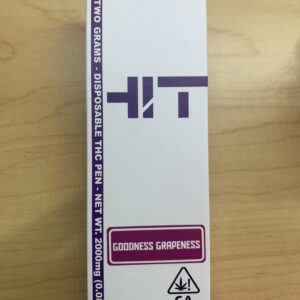 TWO GRAMS - DISPOSABLE THC PEN - NET WT. 2000mg (0.0
HIT
GOODNESS GRAPENESS
!
CA